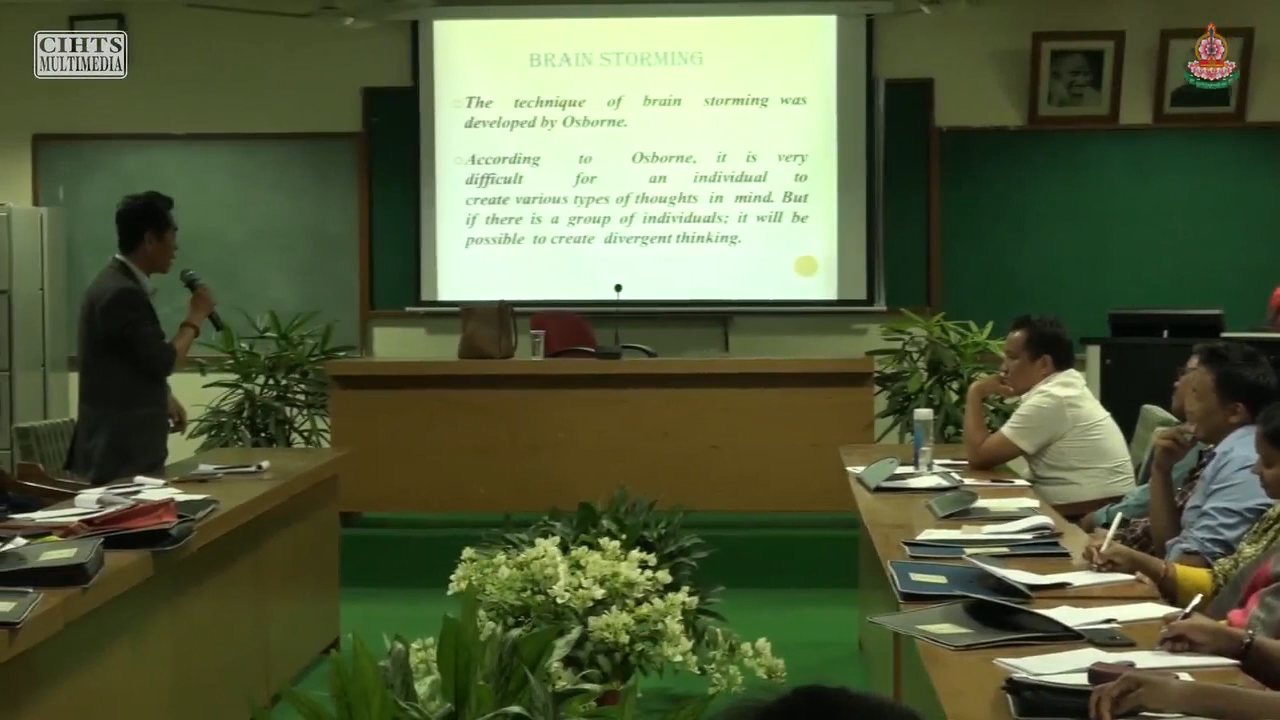 CIHTS
MULTIMEDIA
BRAIN STORMING
The technique of brain storming was
developed by Osborne.
According to Osborne, it is very
difficult for an individual to
create various types of thoughts in mind. But
if there is a group of individuals; it will be
possible to create divergent thinking.